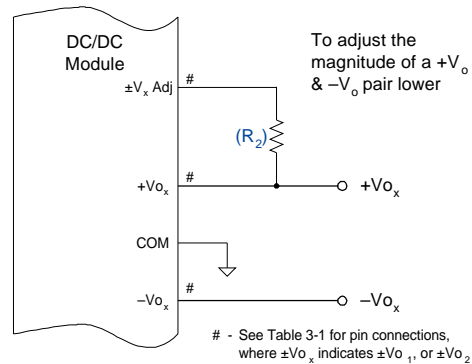 DC/DC
Module
To adjust the
magnitude of a +Vo
& –Vo pair lower
±Vx Adj
#
(R2)
+Vox
#
+Vox
COM
–Vox
#
–Vox
# - See Table 3-1 for pin connections,
where ±Vox indicates ±Vo1, or ±Vo2